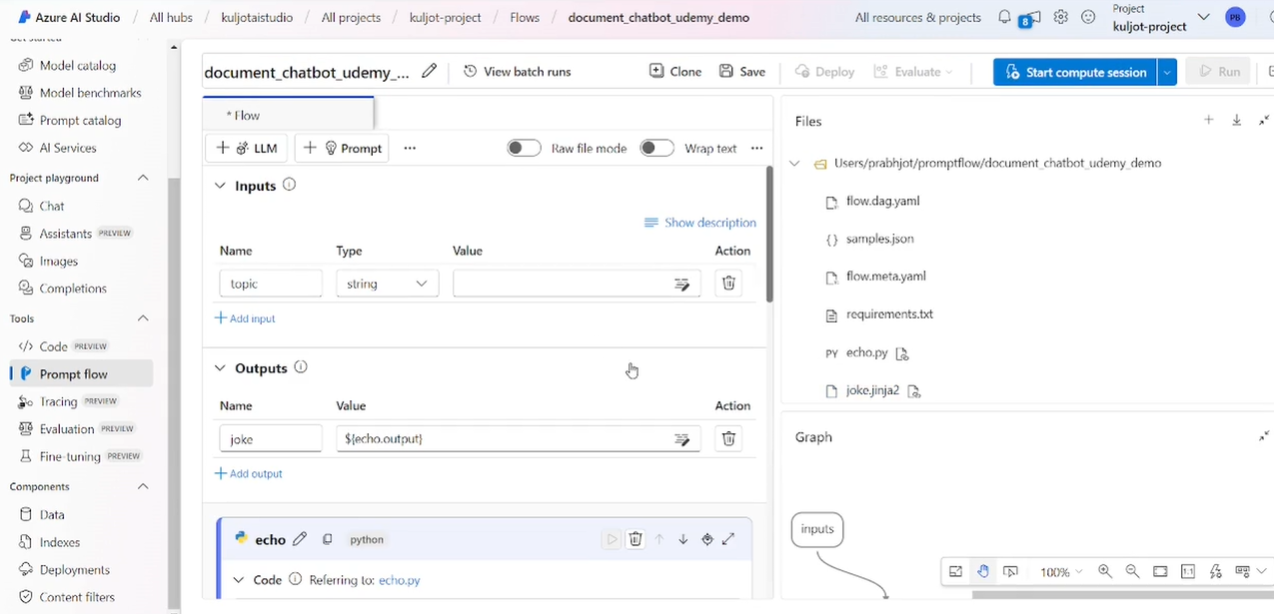 Azure AI Studio / All hubs / kuljotaistudio / All projects / kuljot-project / Flows / document_chatbot_udemy_demo
All resources & projects
8
Project
kuljot-project
PB
Model catalog
Model benchmarks
Prompt catalog
AI Services
Project playground
Chat
Assistants PREVIEW
Images
Completions
Tools
Code PREVIEW
Prompt flow
Tracing PREVIEW
Evaluation PREVIEW
Fine-tuning PREVIEW
Components
Data
Indexes
Deployments
Content filters
document_chatbot_udemy_...
View batch runs
Clone
Save
Deploy
Evaluate
Start compute session
Run
* Flow
+ LLM
+ Prompt
...
Raw file mode
Wrap text
...
Inputs
Show description
Name Type Value Action
topic string
+ Add input
Outputs
Name Value Action
joke ${echo.output}
+ Add output
echo python
Code Referring to: echo.py
Files
Users/prabhjot/promptflow/document_chatbot_udemy_demo
flow.dag.yaml
{} samples.json
flow.meta.yaml
requirements.txt
PY echo.py
joke.jinja2
Graph
inputs
100%
1:1